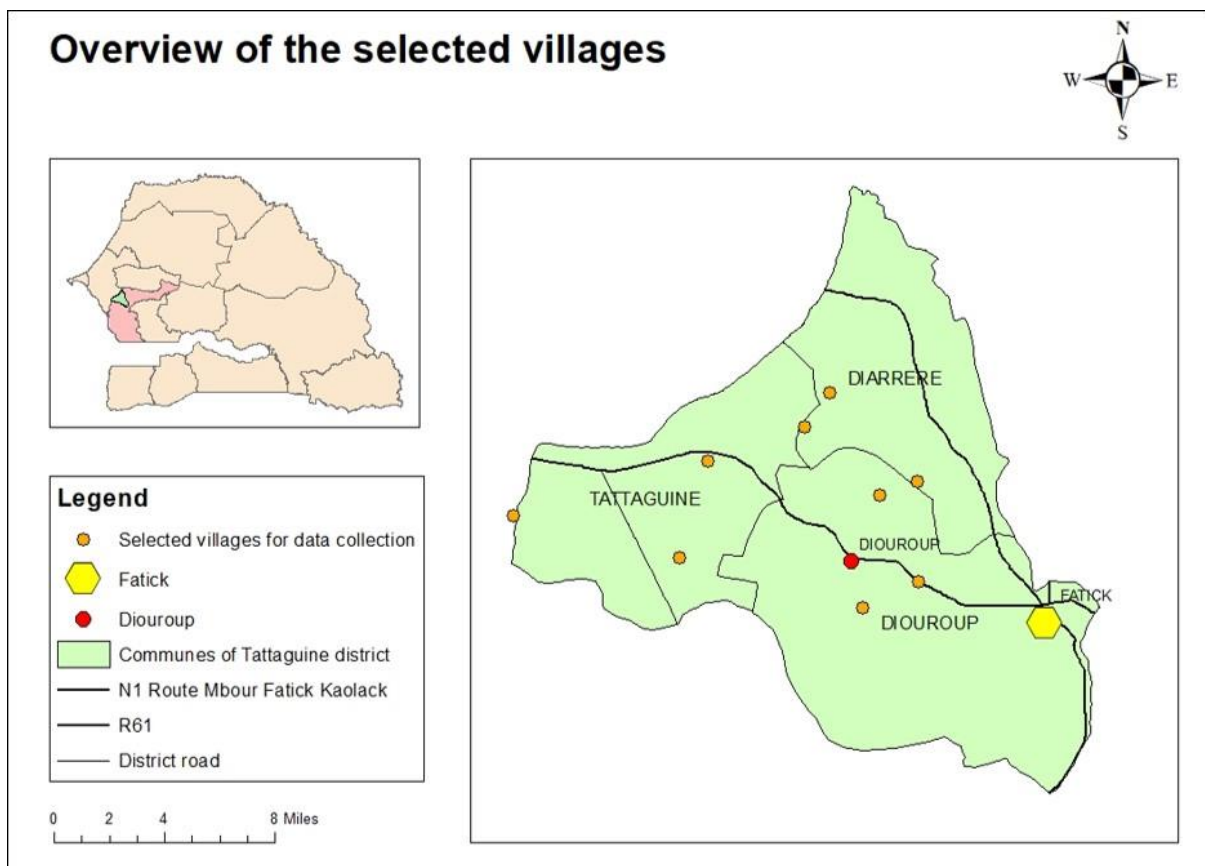 Overview of the selected villages
N
W
E
S
Legend
Selected villages for data collection
Fatick
Diouroup
Communes of Tattaguine district
N1 Route Mbour Fatick Kaolack
R61
District road
0 2 4 8 Miles
DIARRERE
TATTAGUINE
DIOUROUP
FATICK
DIOUROUP